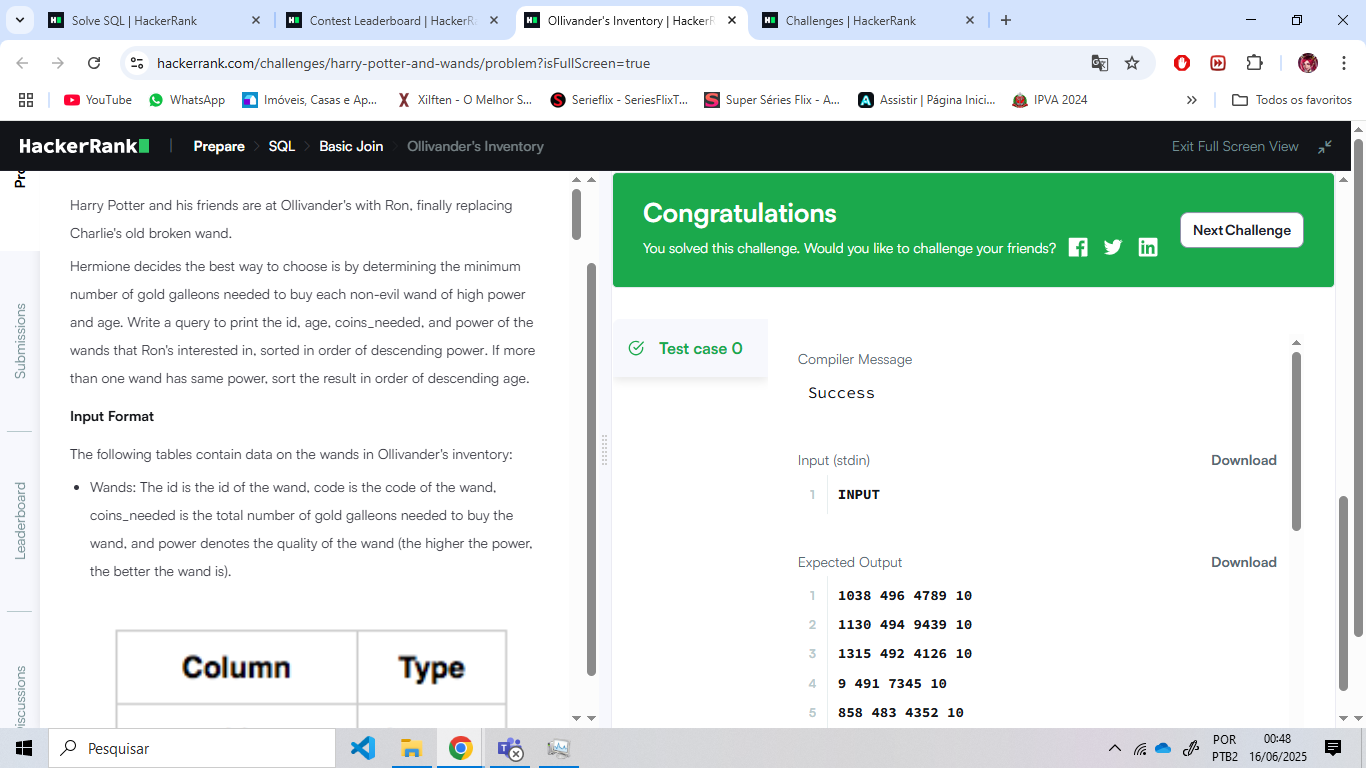 Solve SQL | HackerRank
Contest Leaderboard | HackerRa
Ollivander's Inventory | HackerR
Challenges | HackerRank
hackerrank.com/challenges/harry-potter-and-wands/problem?isFullScreen=true
YouTube
WhatsApp
Imóveis, Casas e Ap...
Xilften - O Melhor S...
Serieflix - SeriesFlixT...
Super Séries Flix - A...
Assistir | Página Inici...
IPVA 2024
Todos os favoritos
HackerRank
Prepare
SQL
Basic Join
Ollivander's Inventory
Exit Full Screen View
Submissions
Leaderboard
Harry Potter and his friends are at Ollivander's with Ron, finally replacing
Charlie's old broken wand.
Hermione decides the best way to choose is by determining the minimum
number of gold galleons needed to buy each non-evil wand of high power
and age. Write a query to print the id, age, coins_needed, and power of the
wands that Ron's interested in, sorted in order of descending power. If more
than one wand has same power, sort the result in order of descending age.
Input Format
The following tables contain data on the wands in Ollivander's inventory:
• Wands: The id is the id of the wand, code is the code of the wand,
coins_needed is the total number of gold galleons needed to buy the
wand, and power denotes the quality of the wand (the higher the power,
the better the wand is).
Column Type
Congratulations
You solved this challenge. Would you like to challenge your friends?
Next Challenge
Test case 0
Compiler Message
Success
Input (stdin)
Download
1 INPUT
Expected Output
Download
1 1038 496 4789 10
2 1130 494 9439 10
3 1315 492 4126 10
4 9 491 7345 10
5 858 483 4352 10
Pesquisar
POR
PTB2
00:48
16/06/2025